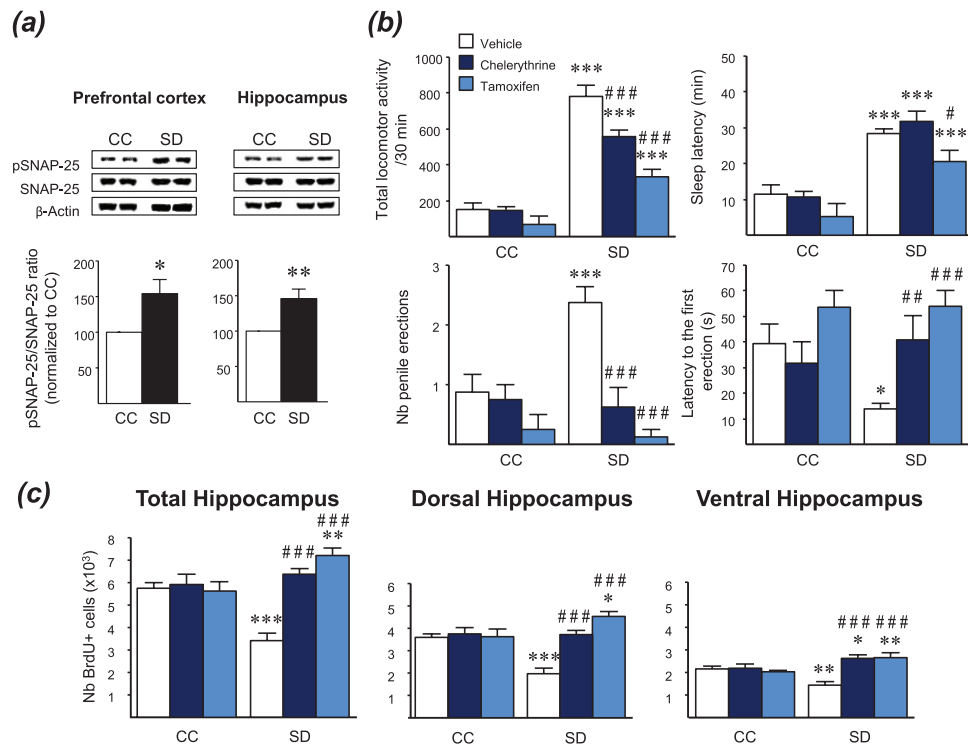 (a)
Prefrontal cortex
Hippocampus
CC SD
CC SD
pSNAP-25
SNAP-25
β-Actin
pSNAP-25/SNAP-25 ratio
(normalized to CC)
200
150
100
50
*
CC SD
200
150
100
50
**
CC SD
(b)
Vehicle
Chelerythrine
Tamoxifen
Total locomotor activity
/30 min
1000
800
600
400
200
***
###
***
###
***
CC SD
Sleep latency (min)
50
40
30
20
10
***
***
#
***
CC SD
Nb penile erections
3
2
1
***
###
###
CC SD
Latency to the first
erection (s)
70
60
50
40
30
20
10
*
##
###
CC SD
(c)
Total Hippocampus
Nb BrdU+ cells (x10³)
8
7
6
5
4
3
2
1
***
###
###
**
CC SD
Dorsal Hippocampus
6
5
4
3
2
1
***
###
###
*
CC SD
Ventral Hippocampus
6
5
4
3
2
1
**
###
*
###
**
CC SD